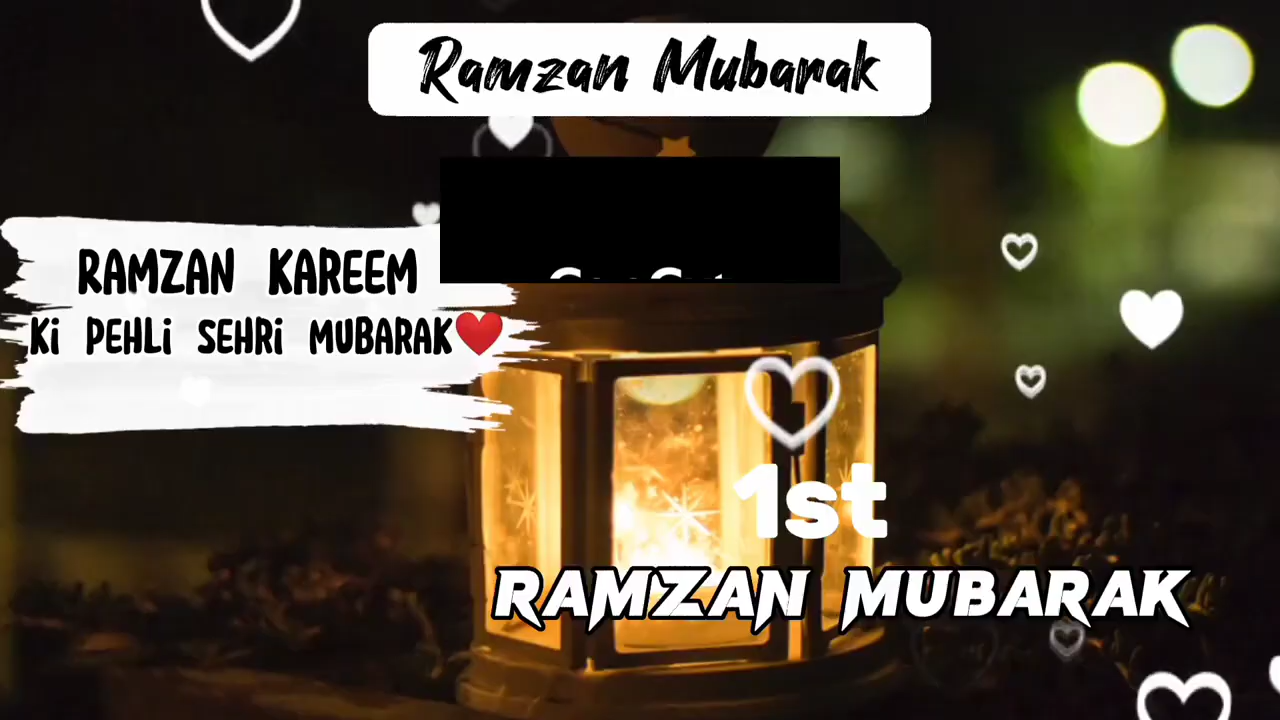 Ramzan Mubarak
RAMZAN KAREEM
Ki PEHLi SEHRi MUBARAK❤️
1st
RAMZAN MUBARAK